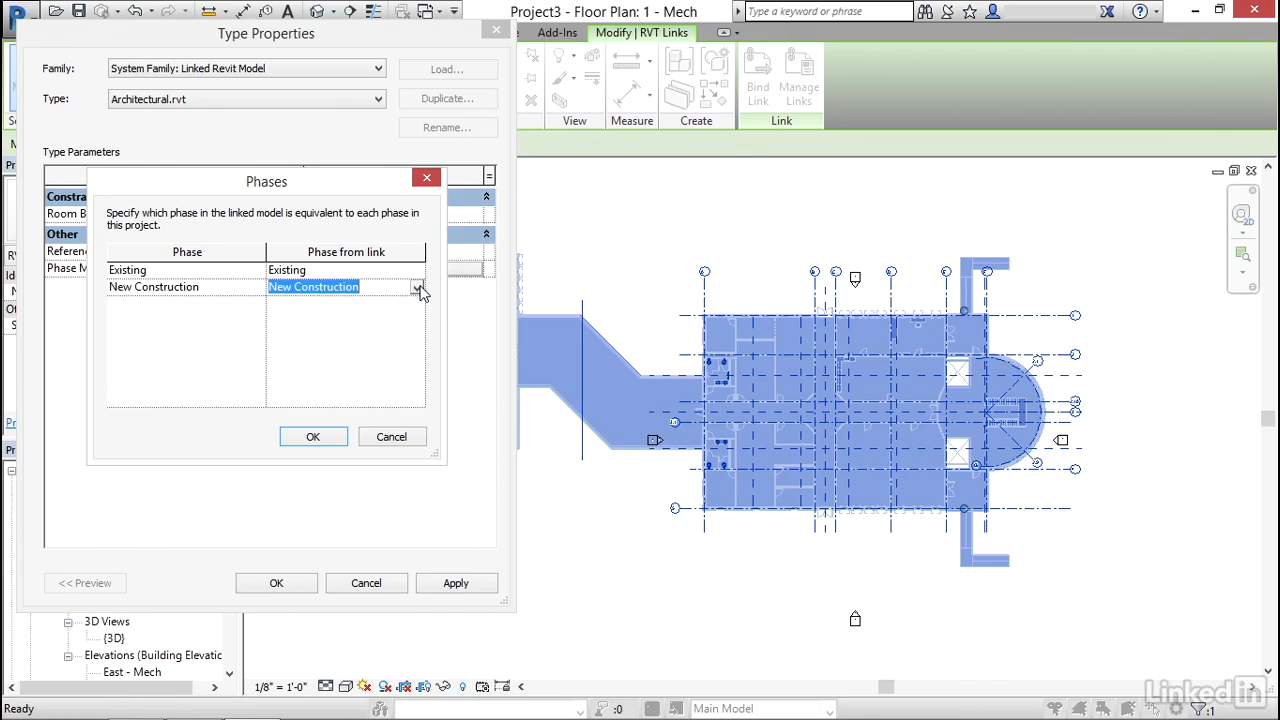 Project3 - Floor Plan: 1 - Mech
Type a keyword or phrase
Type Properties
Add-Ins
Modify | RVT Links
Family:
System Family: Linked Revit Model
Load...
Type:
Architectural.rvt
Duplicate...
Rename...
Bind
Link
Manage
Links
View
Measure
Create
Link
Type Parameters
=
Phases
Constra
Room B
Other
Referenc
Phase M
Specify which phase in the linked model is equivalent to each phase in
this project.
Phase
Phase from link
Existing
Existing
New Construction
New Construction
2D
OK
Cancel
<< Preview
OK
Cancel
Apply
3D Views
{3D}
Elevations (Building Elevatic
East - Mech
1/8" = 1'-0"
Ready
:0
Main Model
:1
Linked in